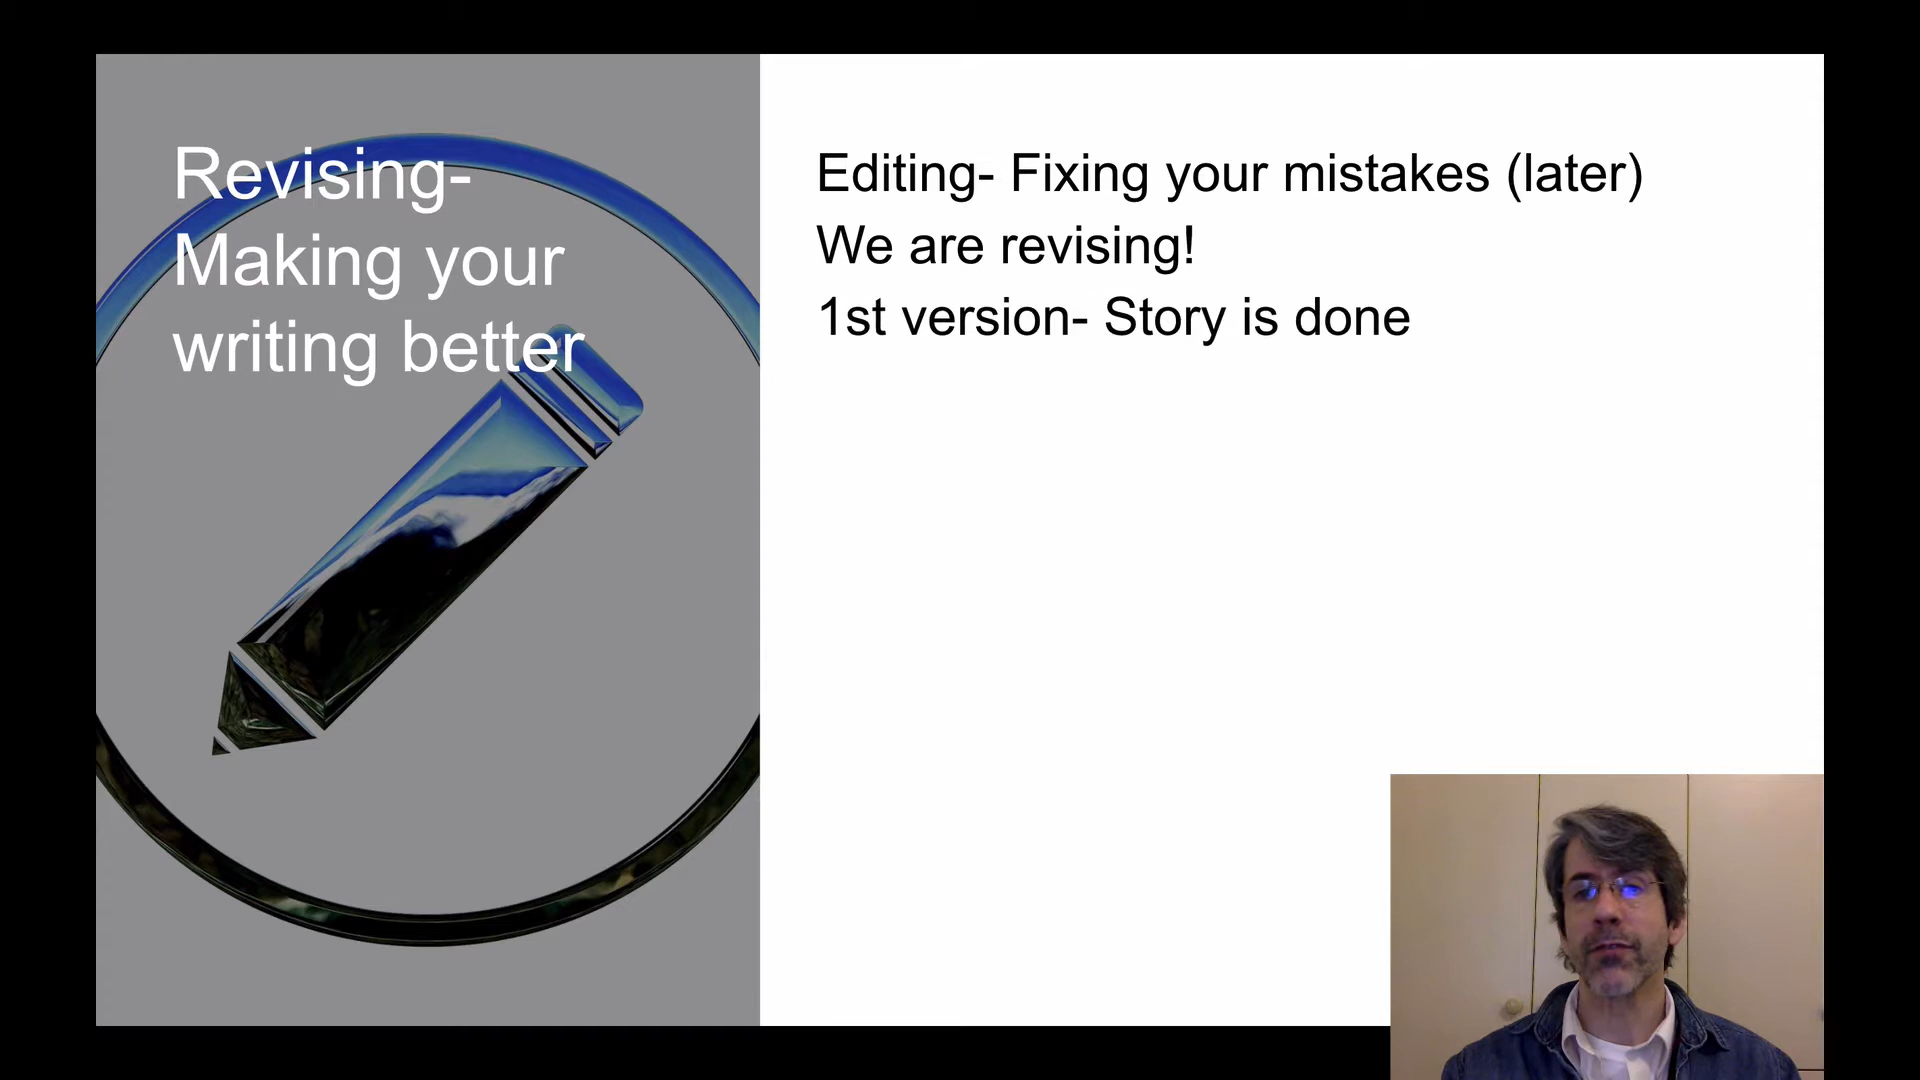 Revising-
Making your
writing better
Editing- Fixing your mistakes (later)
We are revising!
1st version- Story is done